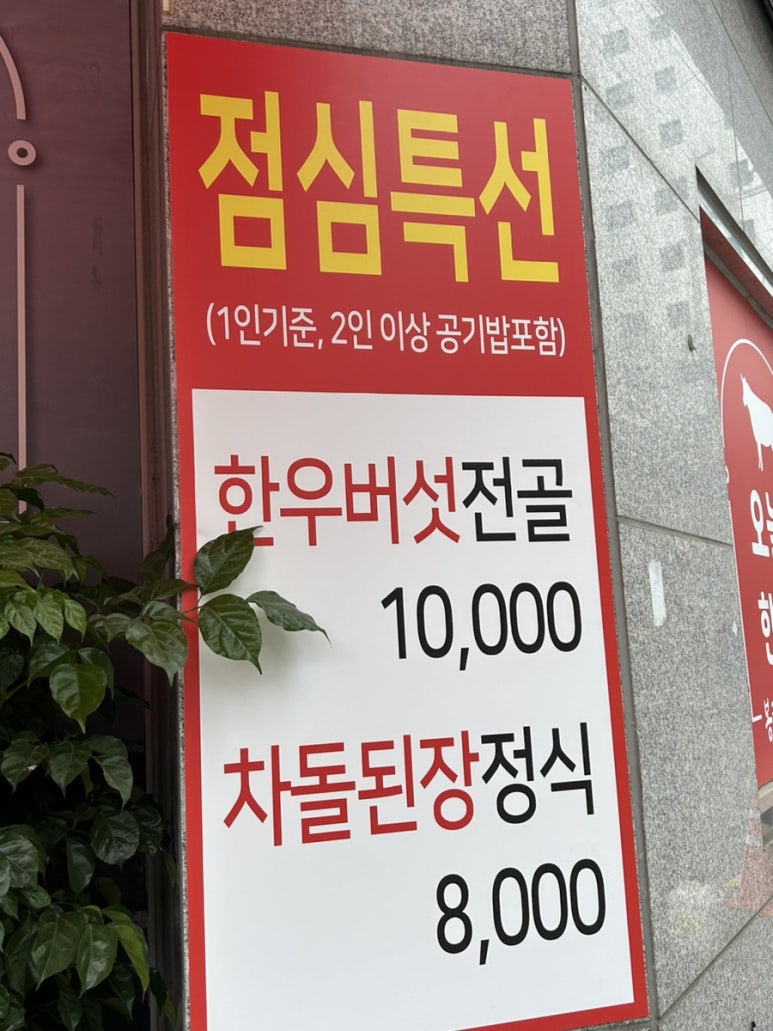 점심특선
(1인기준, 2인 이상 공기밥포함)
한우버섯전골
10,000
차돌된장정식
8,000